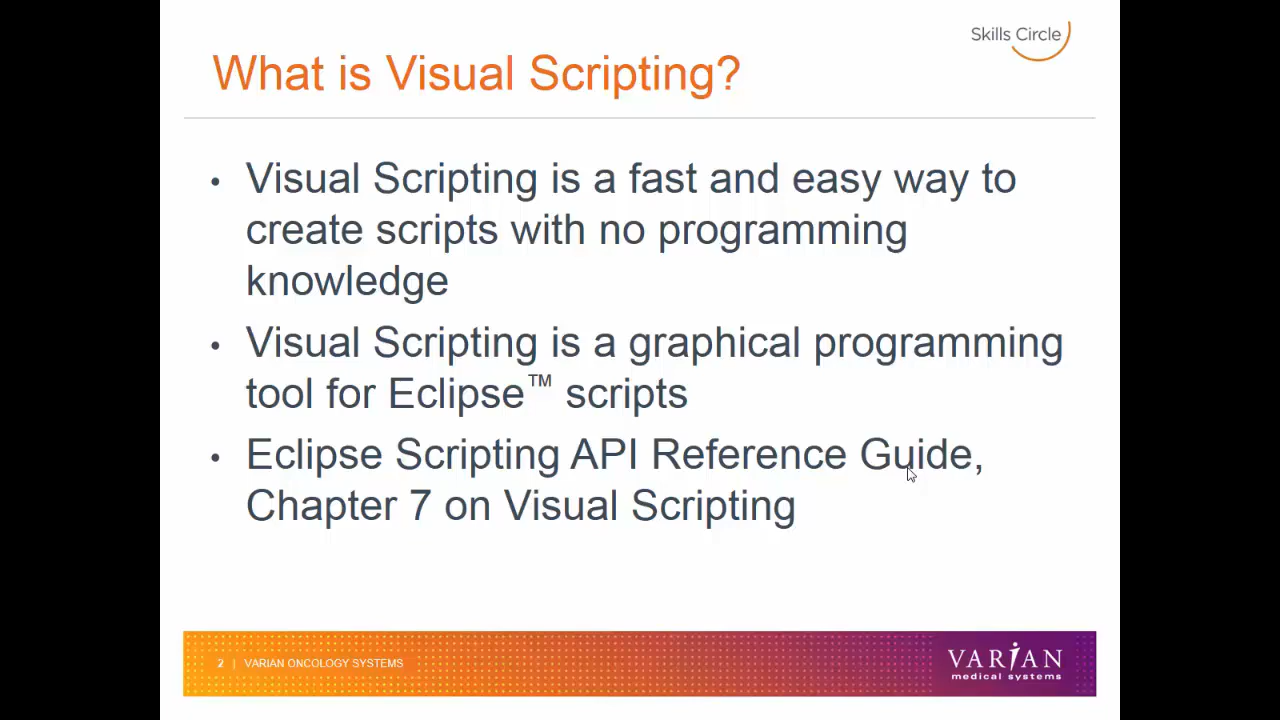 Skills Circle
What is Visual Scripting?
• Visual Scripting is a fast and easy way to
create scripts with no programming
knowledge
• Visual Scripting is a graphical programming
tool for Eclipse™ scripts
• Eclipse Scripting API Reference Guide,
Chapter 7 on Visual Scripting
2 | VARIAN ONCOLOGY SYSTEMS
VARIAN
medical systems